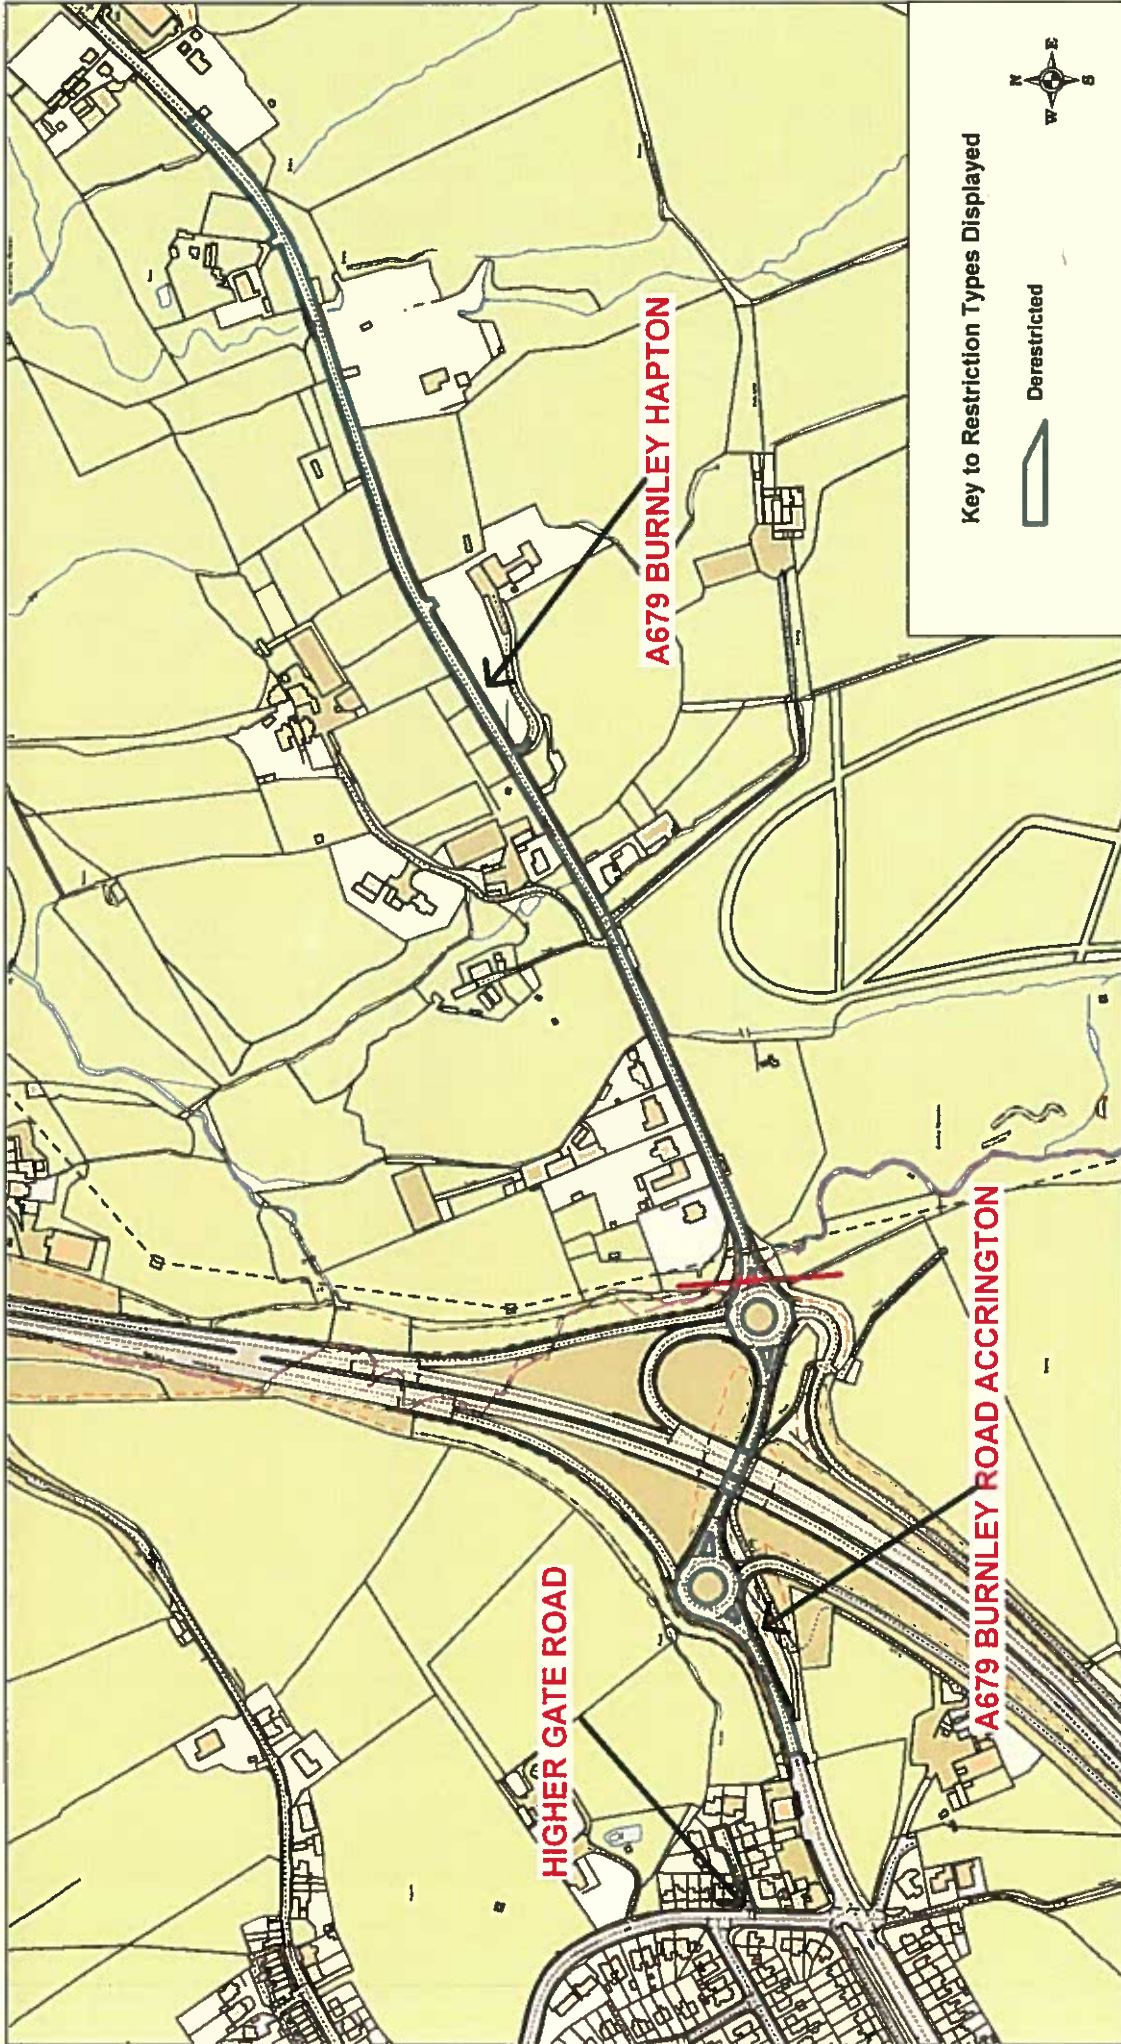 A679 BURNLEY HAPTON
HIGHER GATE ROAD
A679 BURNLEY ROAD ACCRINGTON
Key to Restriction Types Displayed
Derestricted
N
E
S
W